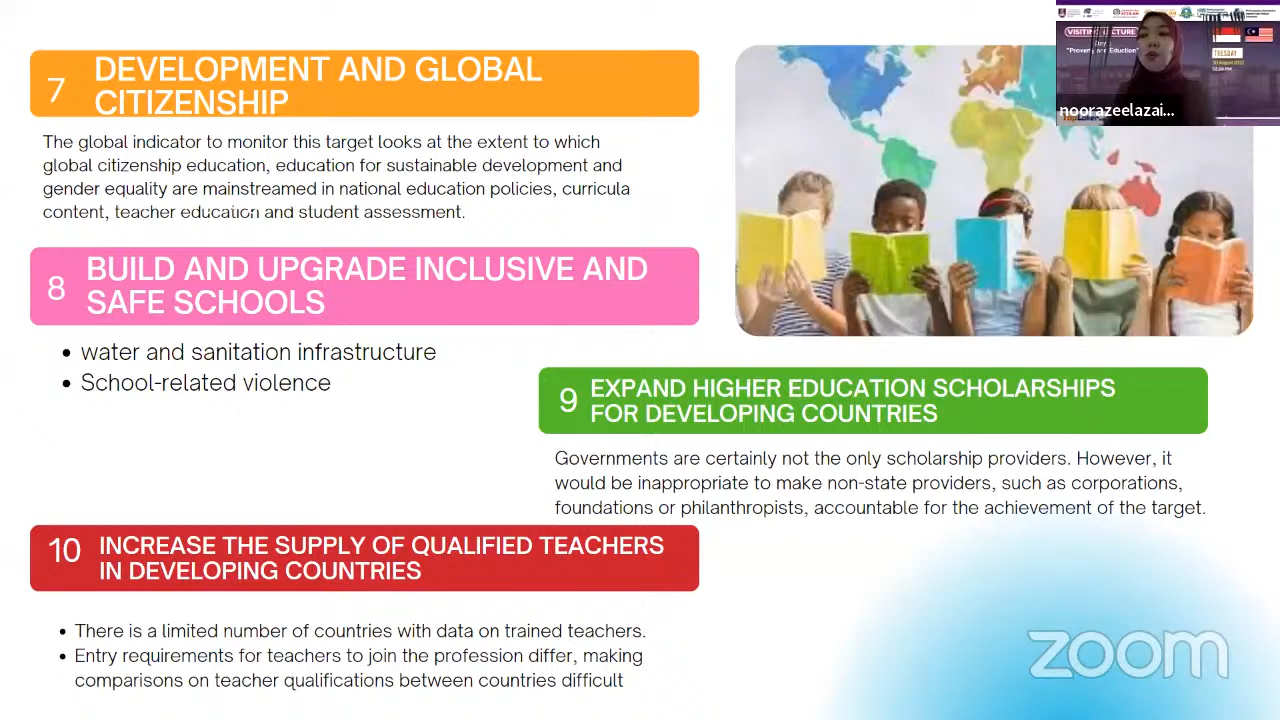 7
DEVELOPMENT AND GLOBAL
CITIZENSHIP
The global indicator to monitor this target looks at the extent to which
global citizenship education, education for sustainable development and
gender equality are mainstreamed in national education policies, curricula
content, teacher education and student assessment.
8
BUILD AND UPGRADE INCLUSIVE AND
SAFE SCHOOLS
• water and sanitation infrastructure
• School-related violence
9
EXPAND HIGHER EDUCATION SCHOLARSHIPS
FOR DEVELOPING COUNTRIES
Governments are certainly not the only scholarship providers. However, it
would be inappropriate to make non-state providers, such as corporations,
foundations or philanthropists, accountable for the achievement of the target.
10
INCREASE THE SUPPLY OF QUALIFIED TEACHERS
IN DEVELOPING COUNTRIES
• There is a limited number of countries with data on trained teachers.
• Entry requirements for teachers to join the profession differ, making
comparisons on teacher qualifications between countries difficult
VISITING LECTURE
TUESDAY
noorazeelazai...
zoom